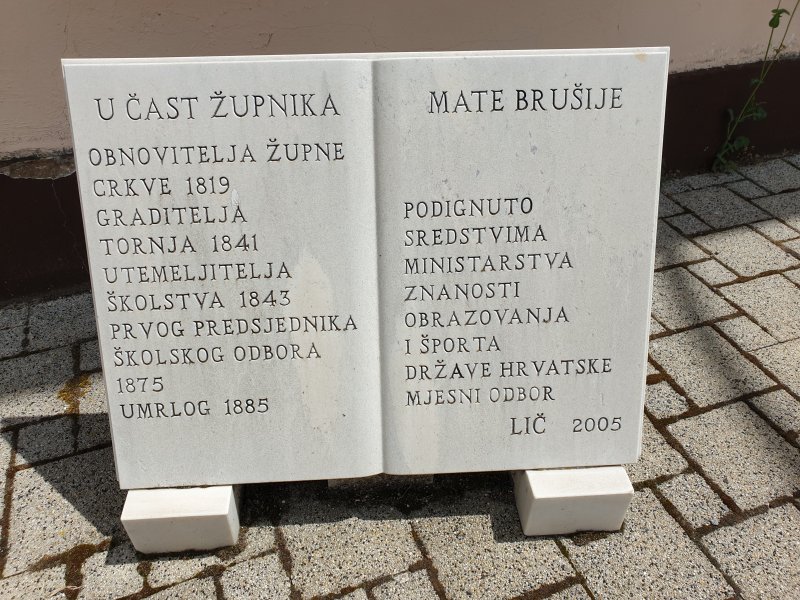 U ČAST ŽUPNIKA
OBNOVITELJA ŽUPNE
CRKVE 1819
GRADITELJA
TORNJA 1841
UTEMELJITELJA
ŠKOLSTVA 1843
PRVOG PREDSJEDNIKA
ŠKOLSKOG ODBORA
1875
UMRLOG 1885
MATE BRUŠIJE
PODIGNUTO
SREDSTVIMA
MINISTARSTVA
ZNANOSTI
OBRAZOVANJA
I ŠPORTA
DRŽAVE HRVATSKE
MJESNI ODBOR
LIČ 2005